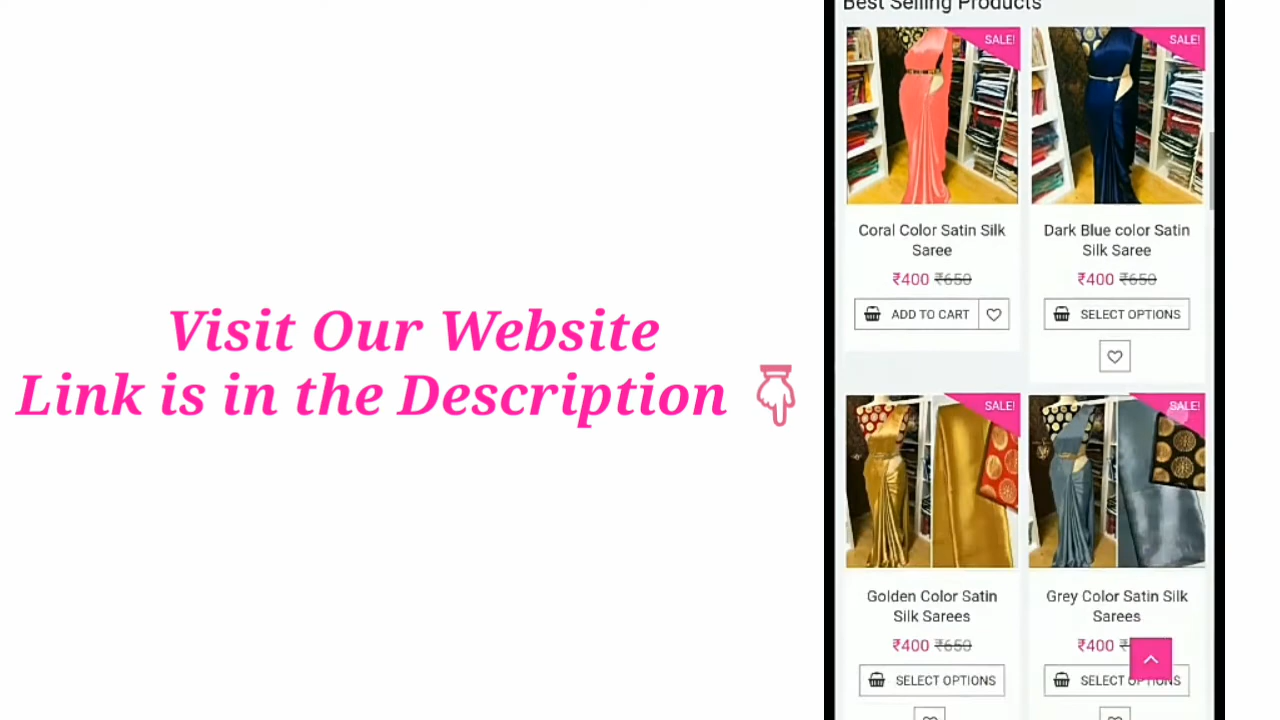 Visit Our Website
Link is in the Description
Best Selling Products
SALE!
SALE!
Coral Color Satin Silk
Saree
₹400 ₹650
ADD TO CART
Dark Blue color Satin
Silk Saree
₹400 ₹650
SELECT OPTIONS
SALE!
SALE!
Golden Color Satin
Silk Sarees
₹400 ₹650
SELECT OPTIONS
Grey Color Satin Silk
Sarees
₹400
SELECT OPTIONS